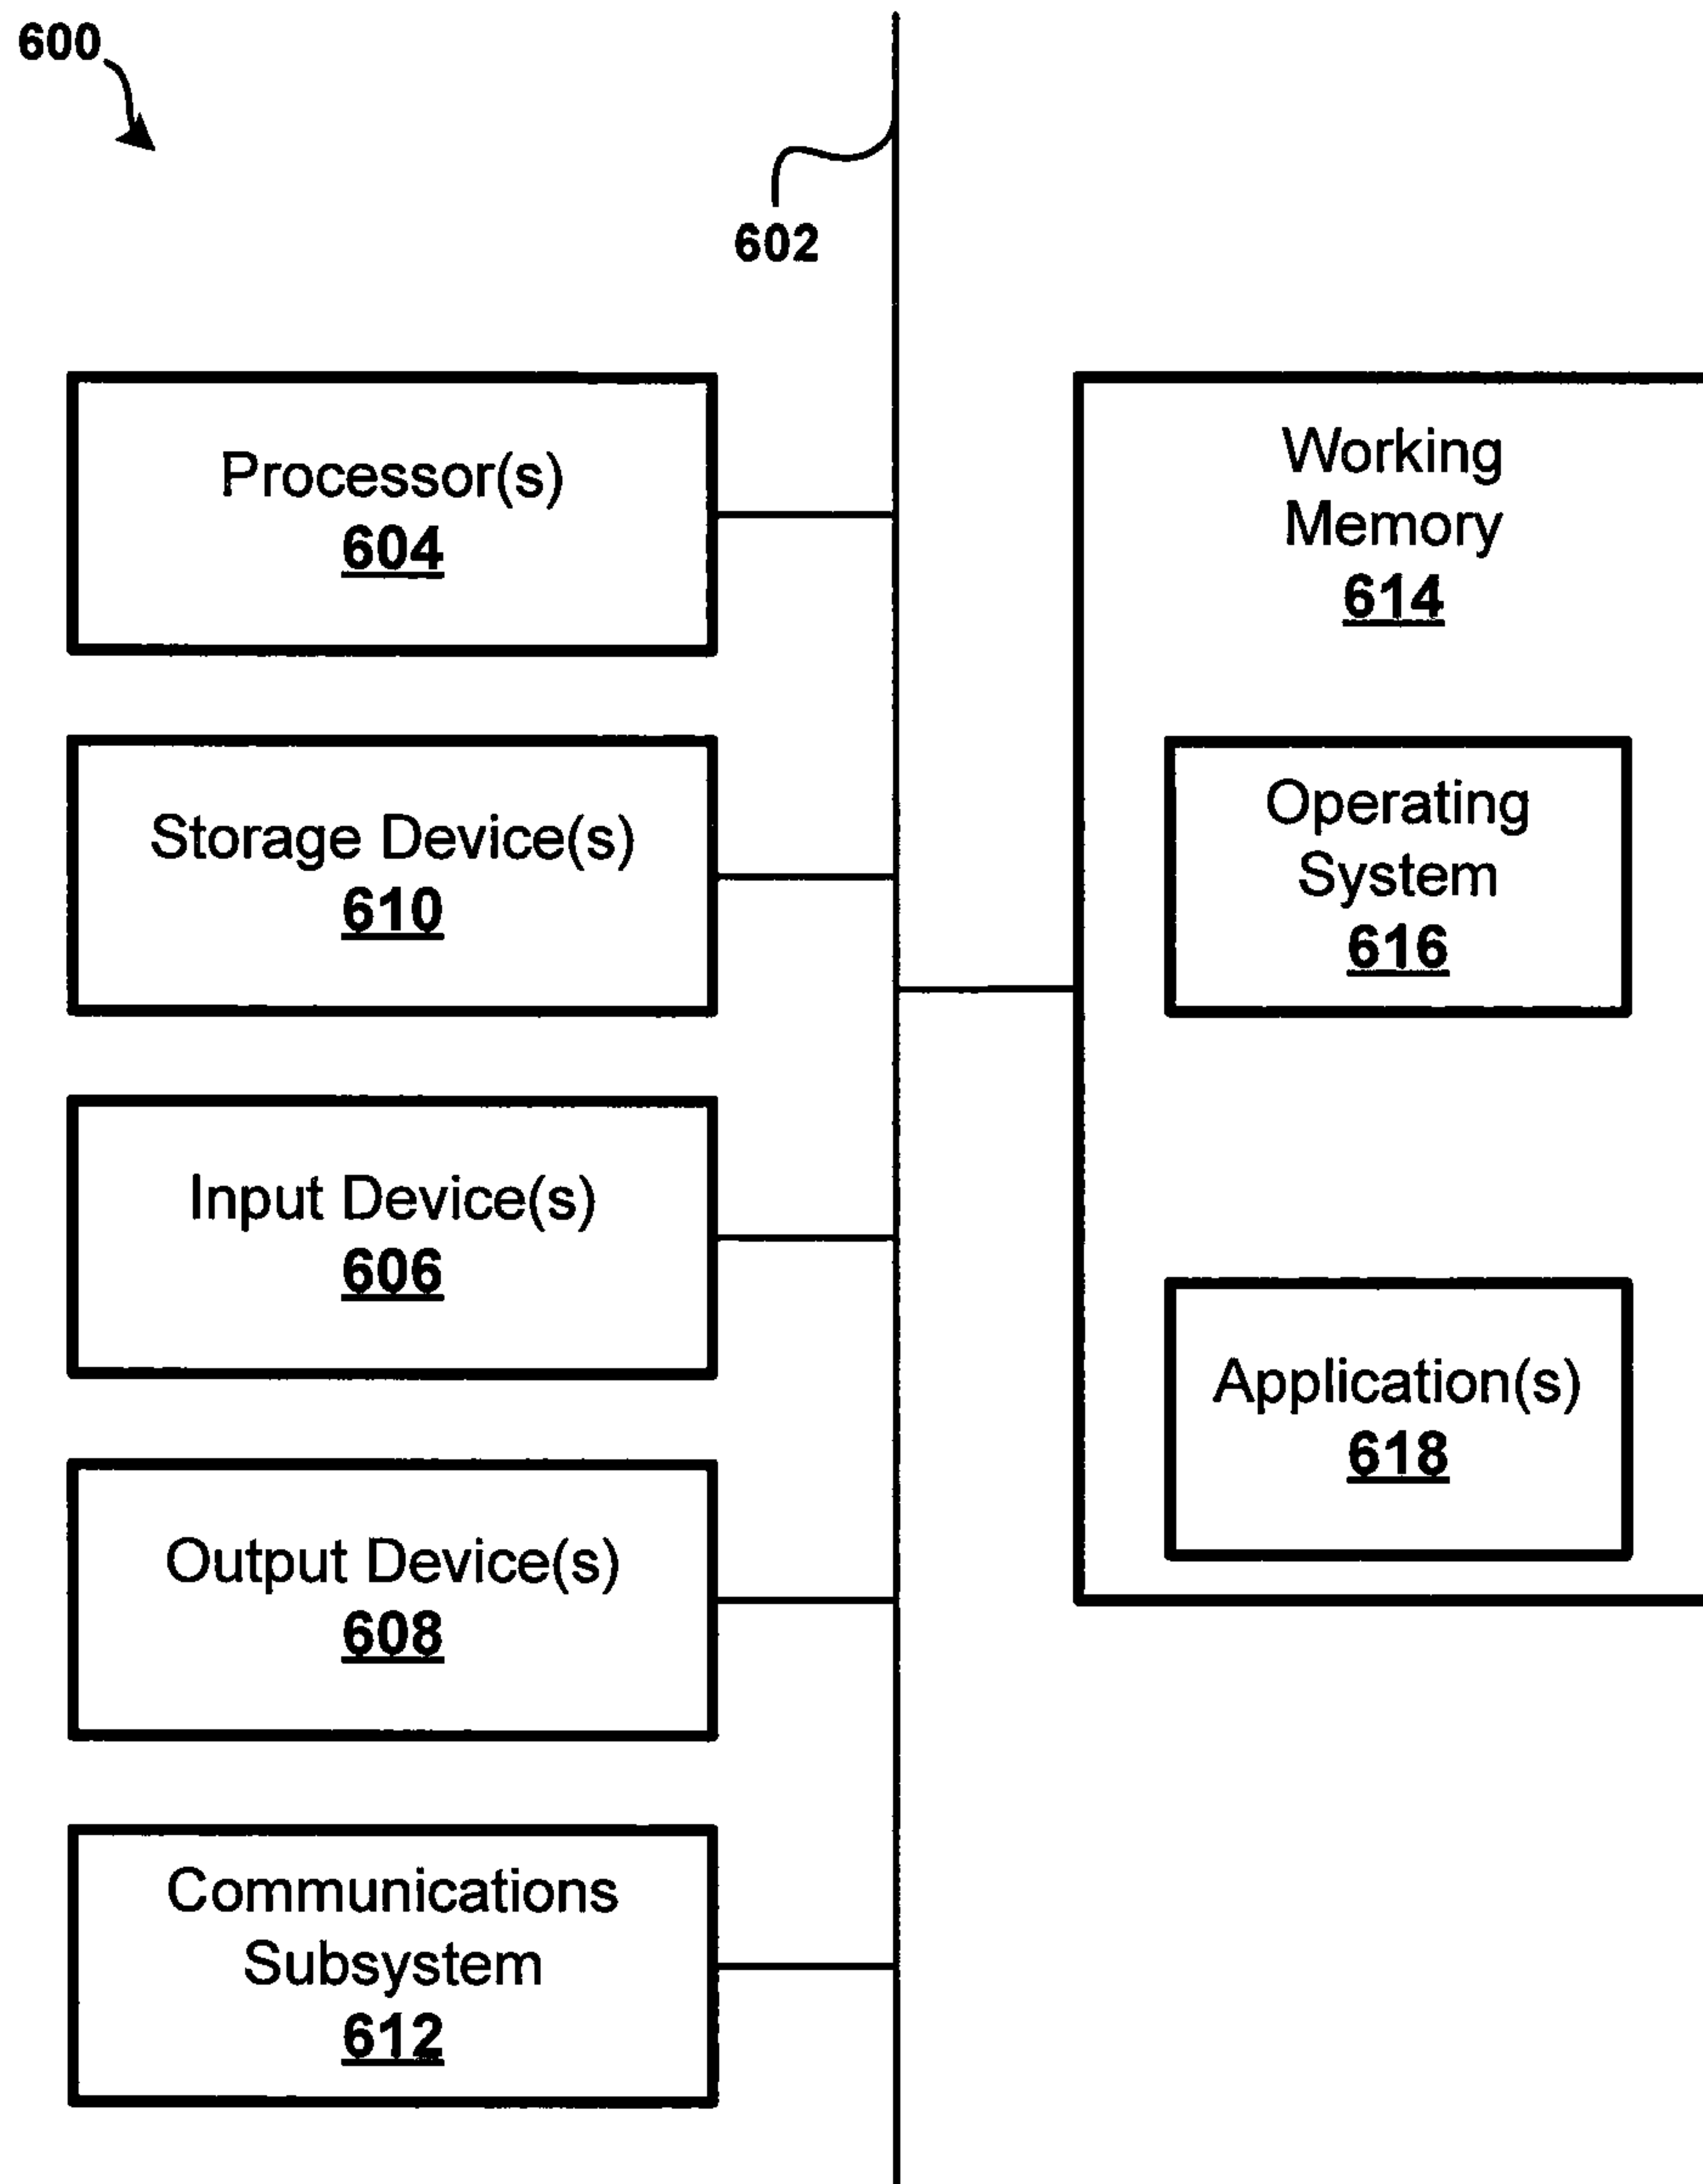 600
602
Processor(s)
604
Storage Device(s)
610
Input Device(s)
606
Output Device(s)
608
Communications
Subsystem
612
Working
Memory
614
Operating
System
616
Application(s)
618